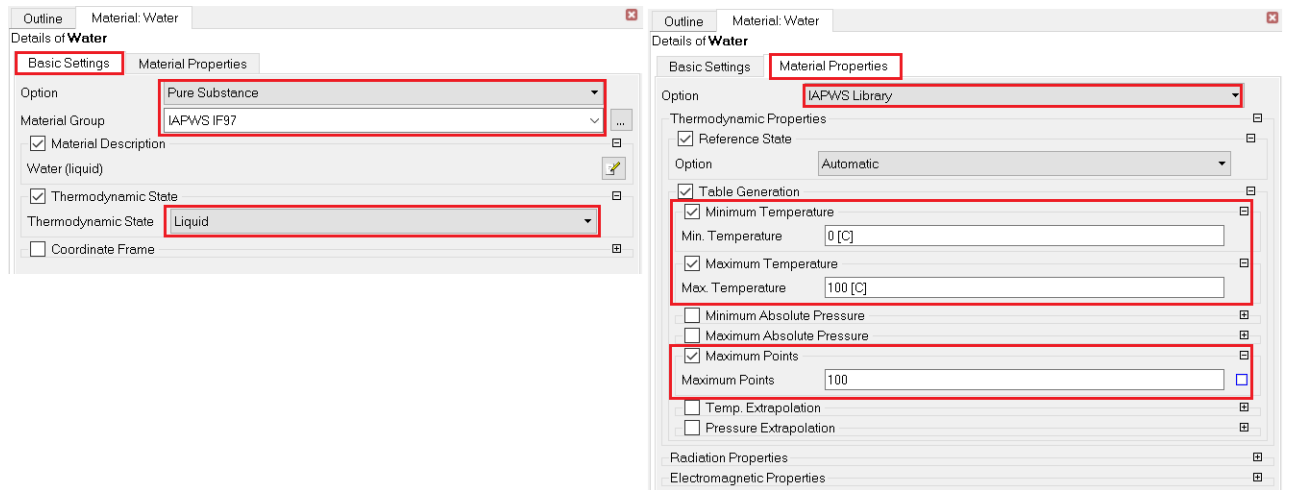 Outline Material: Water
Details of Water
Basic Settings Material Properties
Option Pure Substance
Material Group IAPWS IF97 ...
Material Description
Water (liquid)
Thermodynamic State
Thermodynamic State Liquid
Coordinate Frame
Outline Material: Water
Details of Water
Basic Settings Material Properties
Option IAPWS Library
Thermodynamic Properties
Reference State
Option Automatic
Table Generation
Minimum Temperature
Min. Temperature 0 [C]
Maximum Temperature
Max. Temperature 100 [C]
Minimum Absolute Pressure
Maximum Absolute Pressure
Maximum Points
Maximum Points 100
Temp. Extrapolation
Pressure Extrapolation
Radiation Properties
Electromagnetic Properties